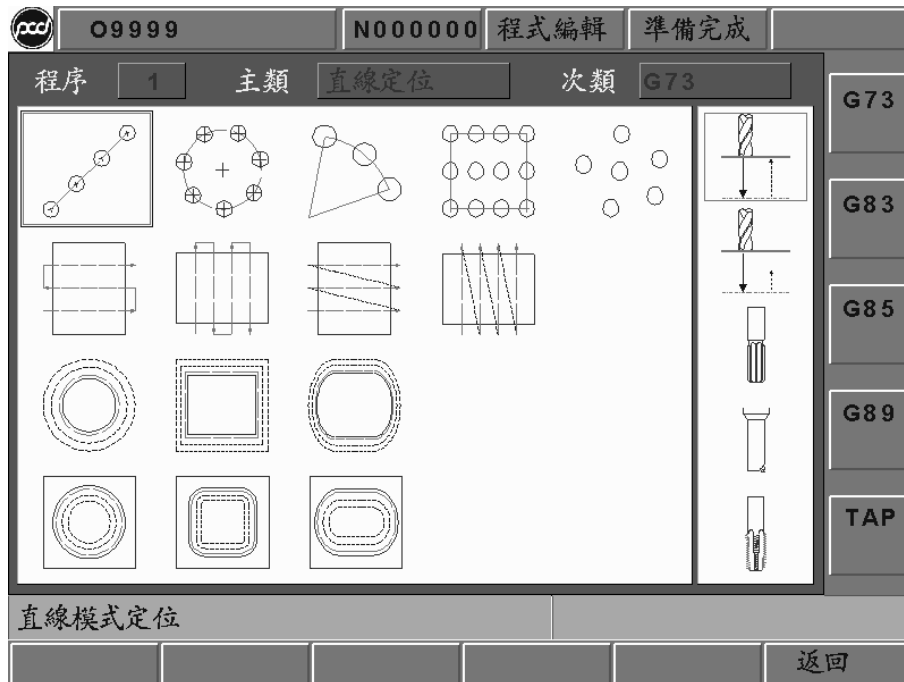 pcd O9999 N000000 程式編輯 準備完成
程序 1 主類 直線定位 次類 G73
G73
G83
G85
G89
TAP
直線模式定位
返回